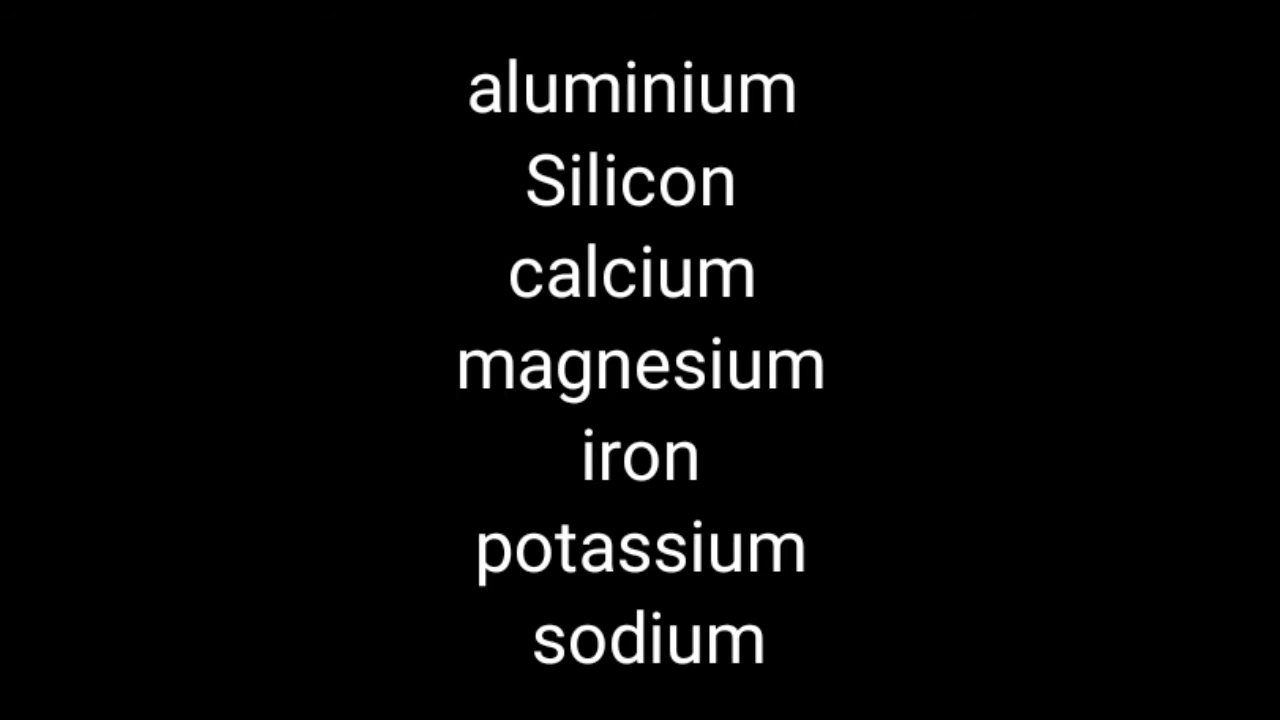 aluminium
Silicon
calcium
magnesium
iron
potassium
sodium